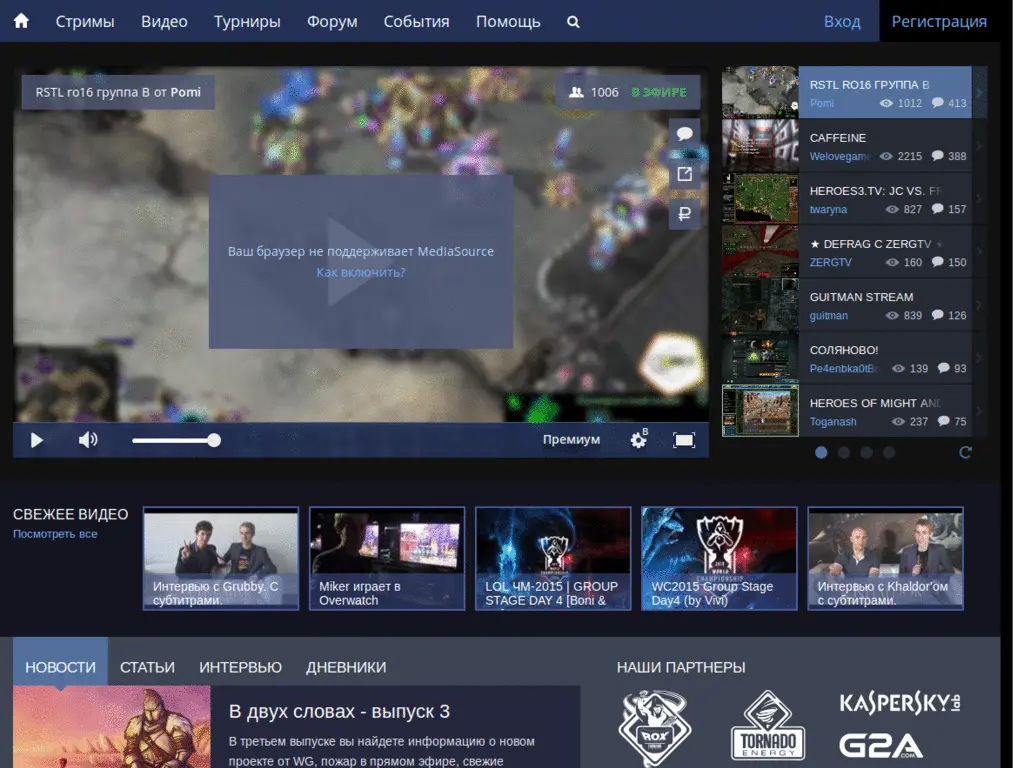 Стримы Видео Турниры Форум События Помощь Вход Регистрация
RSTL ro16 группа B от Pomi
1006 В ЭФИРЕ
Ваш браузер не поддерживает MediaSource
Как включить?
Премиум B
RSTL RO16 ГРУППА B
Pomi 1012 413
CAFFEINE
Welovegame 2215 388
HEROES3.TV: JC VS. FR
twaryna 827 157
★ DEFRAG С ZERGTV ★
ZERGTV 160 150
GUITMAN STREAM
guitman 839 126
СОЛЯНОВО!
Pe4enbka0tB 139 93
HEROES OF MIGHT AND
Toganash 237 75
СВЕЖЕЕ ВИДЕО
Посмотреть все
Интервью с Grubby. С
субтитрами.
Miker играет в
Overwatch
LOL ЧМ-2015 | GROUP
STAGE DAY 4 [Boni &
WC2015 Group Stage
Day4 (by Vivi)
Интервью с Khaldor'ом
с субтитрами.
НОВОСТИ СТАТЬИ ИНТЕРВЬЮ ДНЕВНИКИ
В двух словах - выпуск 3
В третьем выпуске вы найдете информацию о новом
проекте от WG, пожар в прямом эфире, свежие
НАШИ ПАРТНЕРЫ
ROX
TORNADO
ENERGY
KASPERSKY lab
G2A
.COM